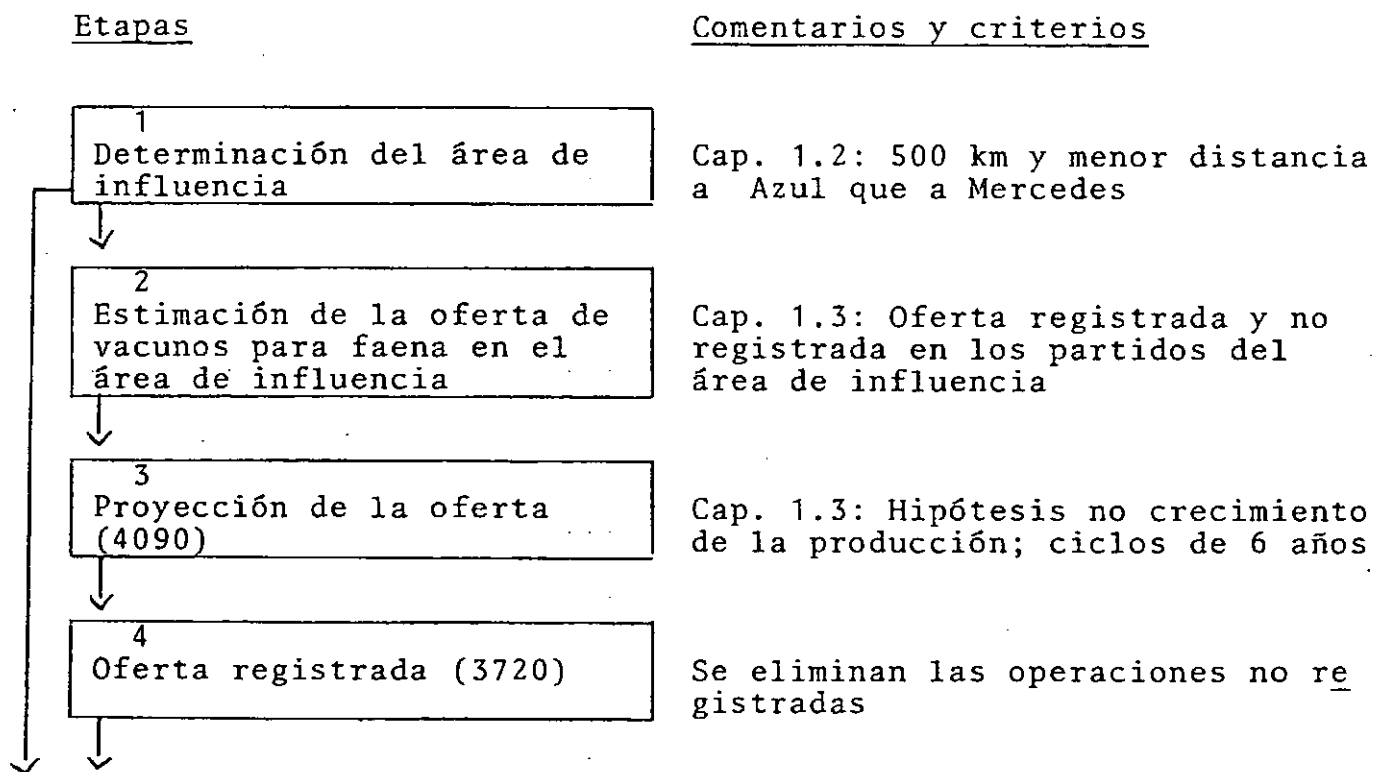 Etapas
Comentarios y criterios
1
Determinación del área de
influencia
Cap. 1.2: 500 km y menor distancia
a Azul que a Mercedes
2
Estimación de la oferta de
vacunos para faena en el
área de influencia
Cap. 1.3: Oferta registrada y no
registrada en los partidos del
área de influencia
3
Proyección de la oferta
(4090)
Cap. 1.3: Hipótesis no crecimiento
de la producción; ciclos de 6 años
4
Oferta registrada (3720)
Se eliminan las operaciones no re
gistradas